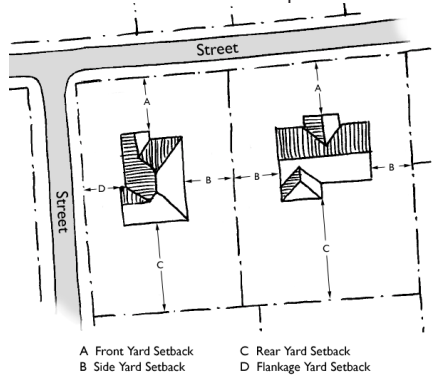 Street
A
A
Street
D
B
B
B
C
C
A Front Yard Setback
B Side Yard Setback
C Rear Yard Setback
D Flankage Yard Setback